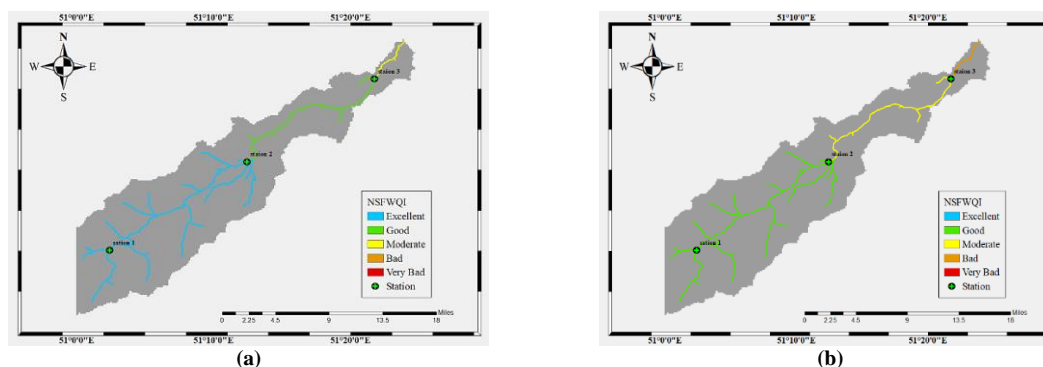 51°0'0"E 51°10'0"E 51°20'0"E
N
W E
S
station 3
station 2
sation 1
NSFWQI
Excellent
Good
Moderate
Bad
Very Bad
Station
Miles
0 2.25 4.5 9 13.5 18
51°0'0"E 51°10'0"E 51°20'0"E
(a)
51°0'0"E 51°10'0"E 51°20'0"E
N
W E
S
station 3
station 2
sation 1
NSFWQI
Excellent
Good
Moderate
Bad
Very Bad
Station
Miles
0 2.25 4.5 9 13.5 18
51°0'0"E 51°10'0"E 51°20'0"E
(b)